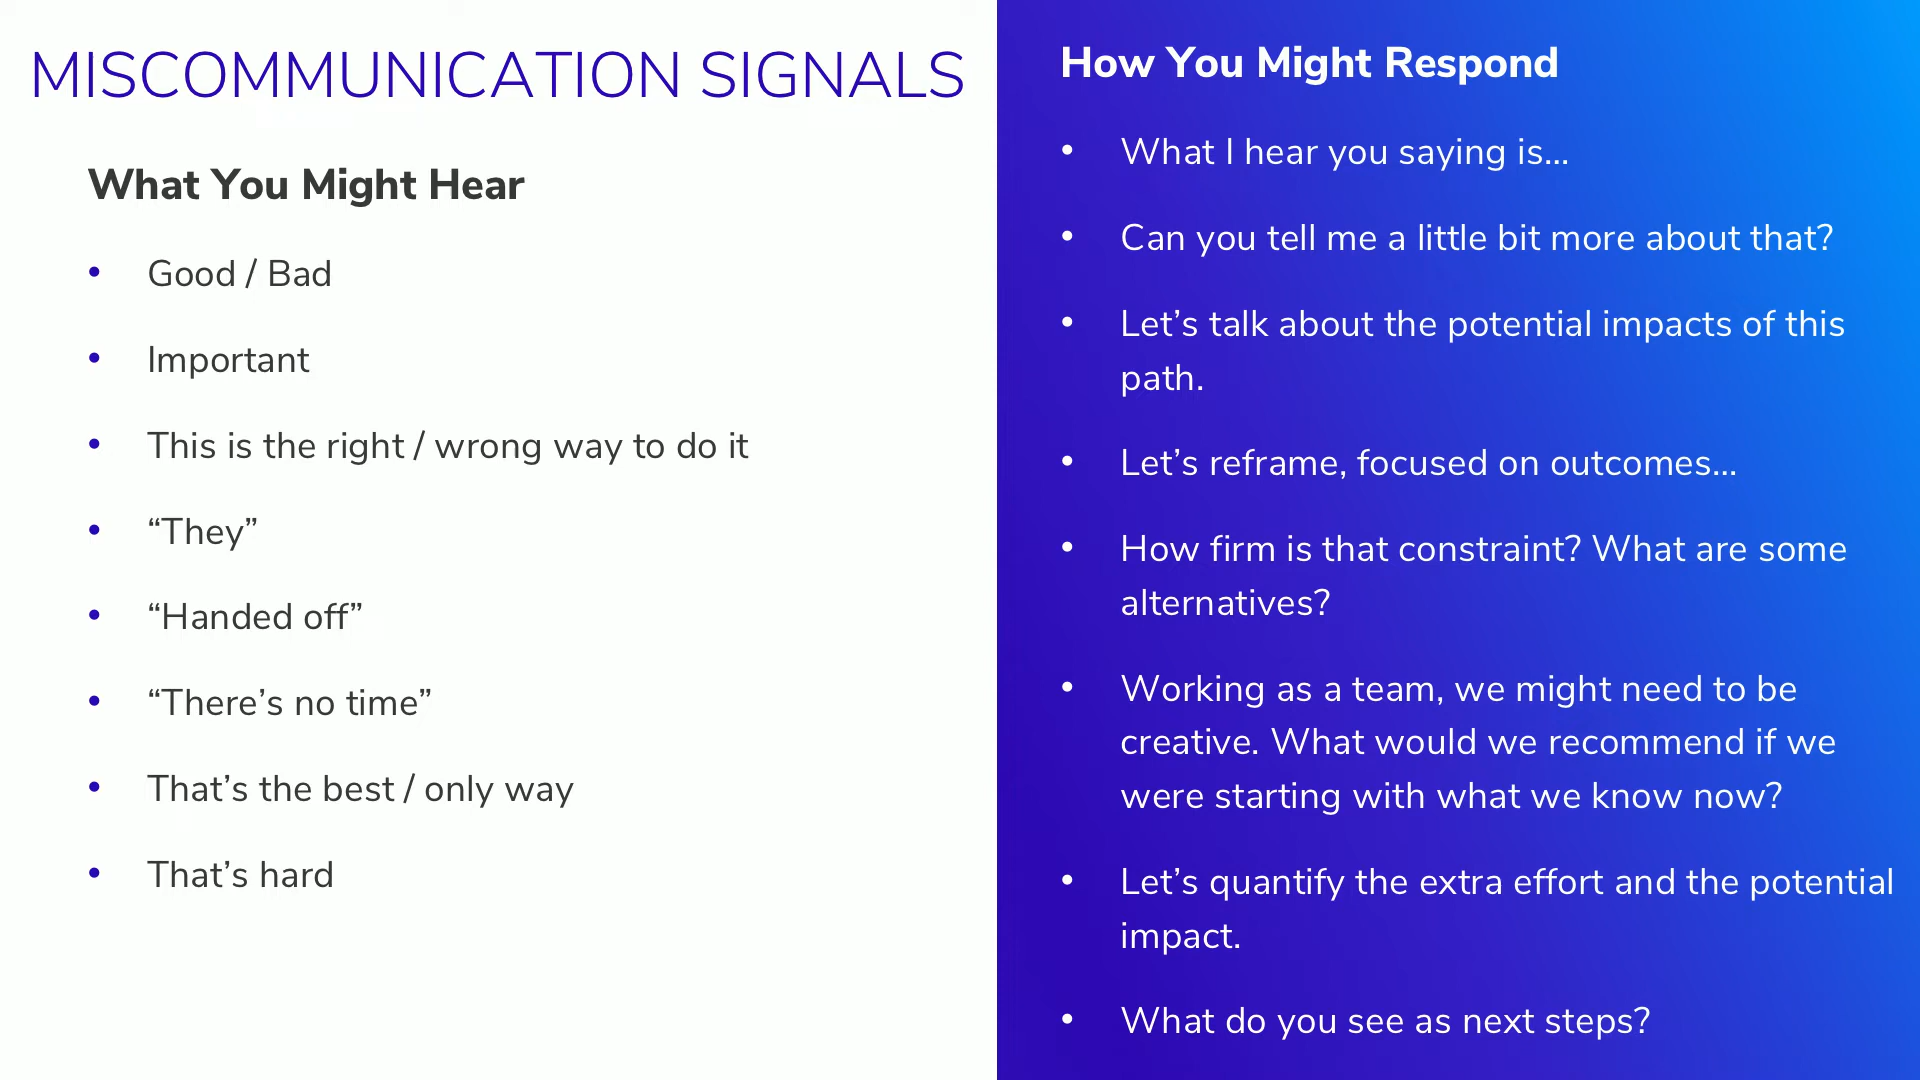 MISCOMMUNICATION SIGNALS
What You Might Hear
• Good / Bad
• Important
• This is the right / wrong way to do it
• “They”
• “Handed off”
• “There’s no time”
• That’s the best / only way
• That’s hard
How You Might Respond
• What I hear you saying is...
• Can you tell me a little bit more about that?
• Let’s talk about the potential impacts of this
path.
• Let’s reframe, focused on outcomes...
• How firm is that constraint? What are some
alternatives?
• Working as a team, we might need to be
creative. What would we recommend if we
were starting with what we know now?
• Let’s quantify the extra effort and the potential
impact.
• What do you see as next steps?